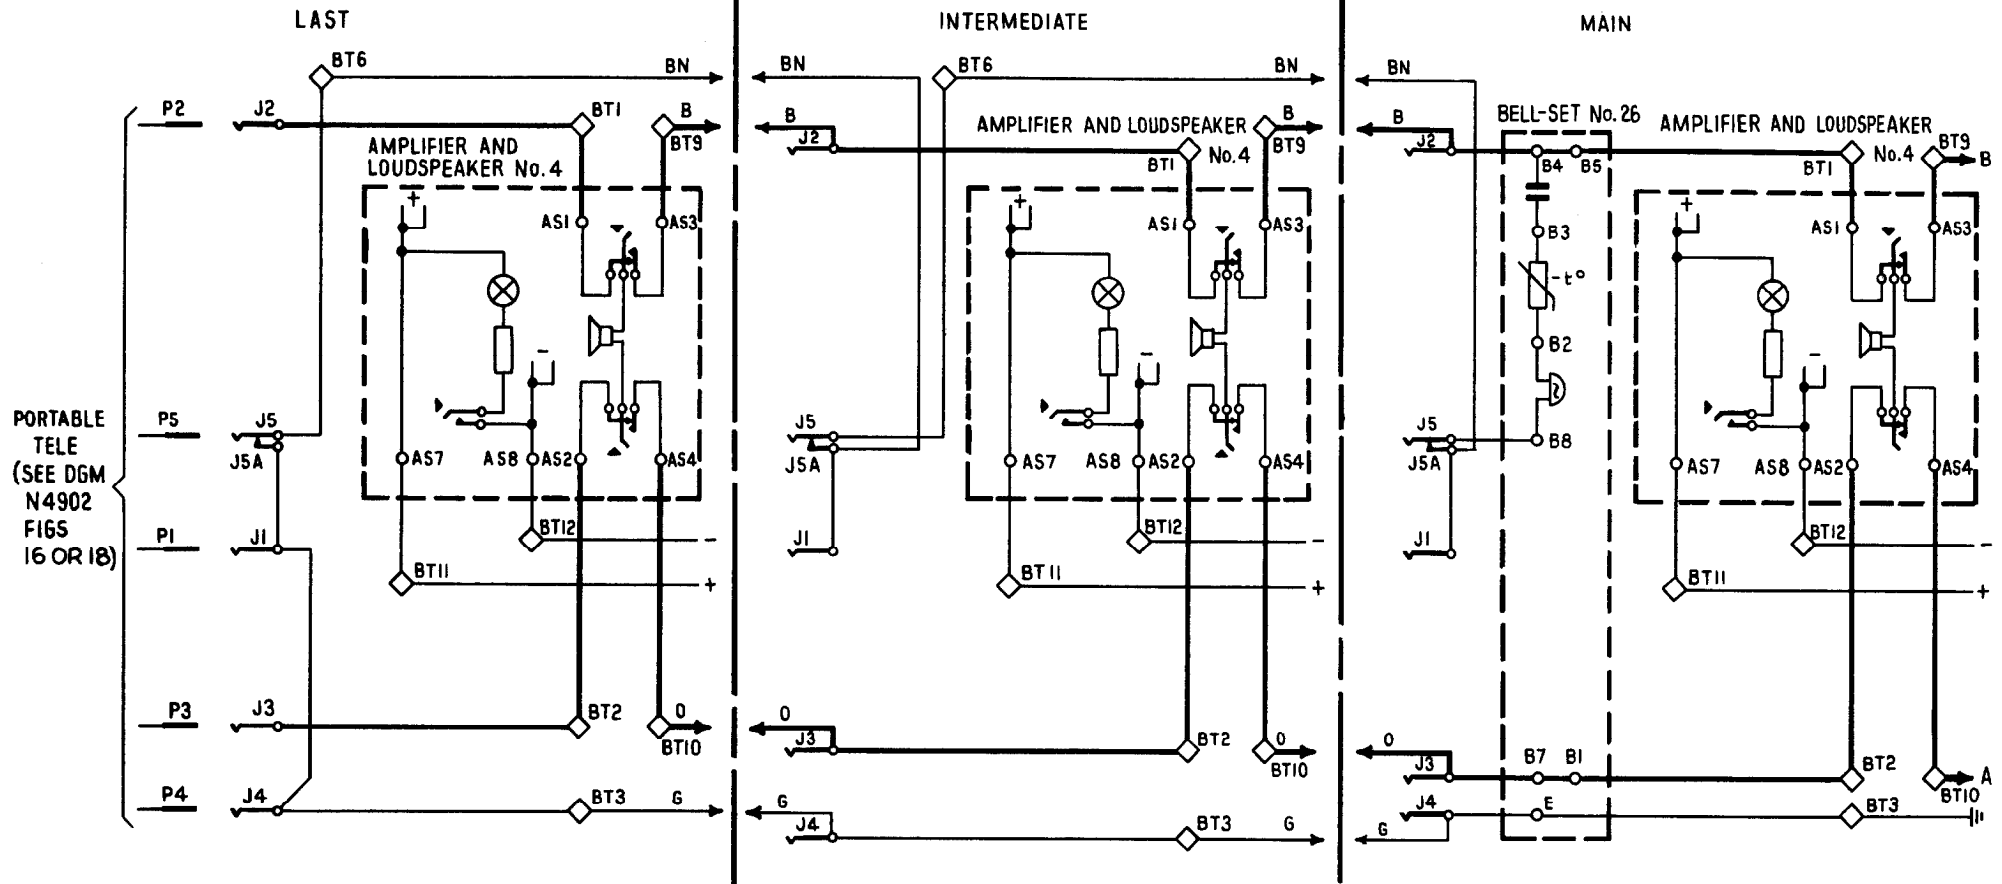 LAST
INTERMEDIATE
MAIN
PORTABLE
TELE
(SEE DGM
N4902
FIGS
16 OR 18)
P2
P5
P1
P3
P4
J2
BT6
BN
BT1
B
BT9
AMPLIFIER AND
LOUDSPEAKER No. 4
+
AS1
AS3
-
J5
J5A
AS7
AS8
AS2
AS4
J1
BT12
-
BT11
+
J3
BT2
O
BT10
J4
BT3
G
BN
BT6
BN
B
J2
AMPLIFIER AND LOUDSPEAKER
No. 4
BT1
B
BT9
+
AS1
AS3
-
J5
J5A
AS7
AS8
AS2
AS4
J1
BT12
-
BT11
+
O
J3
BT2
O
BT10
G
J4
BT3
G
BN
B
J2
BELL-SET No. 26
B4
B5
B3
-t°
B2
B8
AMPLIFIER AND LOUDSPEAKER
No. 4
BT1
BT9
B
+
AS1
AS3
-
J5
J5A
AS7
AS8
AS2
AS4
J1
BT12
-
BT11
+
O
J3
B7
B1
BT2
A
BT10
J4
E
G
BT3